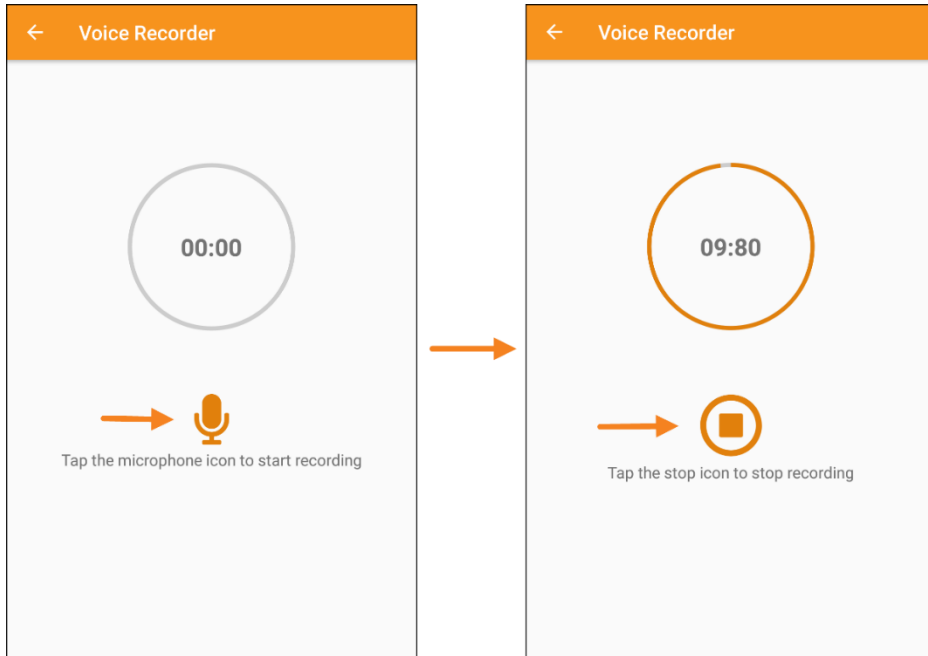 Voice Recorder
00:00
Tap the microphone icon to start recording
Voice Recorder
09:80
Tap the stop icon to stop recording